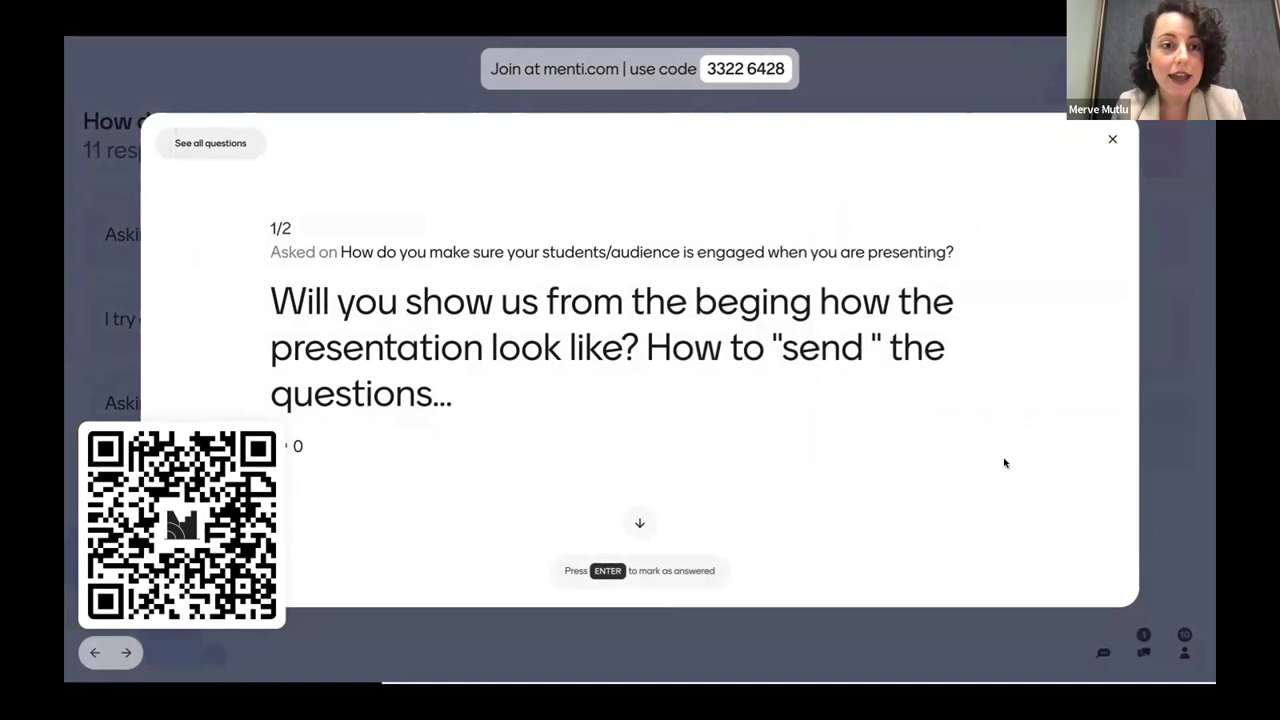 Join at menti.com | use code 3322 6428
Merve Mutlu
How
11
See all questions
1/2
Asked on How do you make sure your students/audience is engaged when you are presenting?
Will you show us from the beging how the
presentation look like? How to "send " the
questions...
I try
0
Press ENTER to mark as answered
1
10